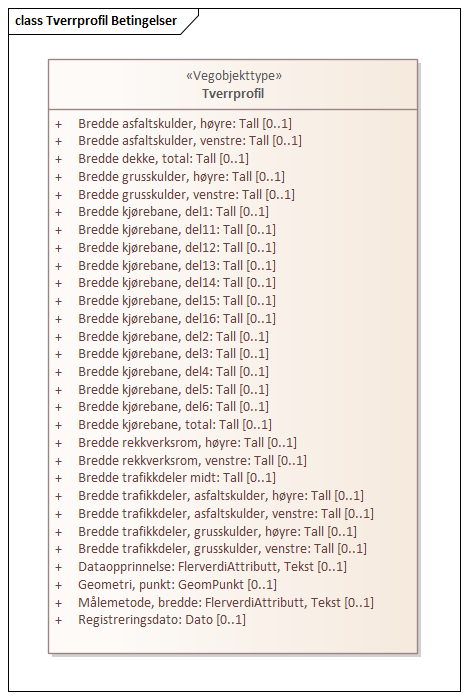 class Tverrprofil Betingelser
«Vegobjekttype»
Tverrprofil
+ Bredde asfaltskulder, høyre: Tall [0..1]
+ Bredde asfaltskulder, venstre: Tall [0..1]
+ Bredde dekke, total: Tall [0..1]
+ Bredde grusskulder, høyre: Tall [0..1]
+ Bredde grusskulder, venstre: Tall [0..1]
+ Bredde kjørebane, del1: Tall [0..1]
+ Bredde kjørebane, del11: Tall [0..1]
+ Bredde kjørebane, del12: Tall [0..1]
+ Bredde kjørebane, del13: Tall [0..1]
+ Bredde kjørebane, del14: Tall [0..1]
+ Bredde kjørebane, del15: Tall [0..1]
+ Bredde kjørebane, del16: Tall [0..1]
+ Bredde kjørebane, del2: Tall [0..1]
+ Bredde kjørebane, del3: Tall [0..1]
+ Bredde kjørebane, del4: Tall [0..1]
+ Bredde kjørebane, del5: Tall [0..1]
+ Bredde kjørebane, del6: Tall [0..1]
+ Bredde kjørebane, total: Tall [0..1]
+ Bredde rekkverksrom, høyre: Tall [0..1]
+ Bredde rekkverksrom, venstre: Tall [0..1]
+ Bredde trafikkdeler midt: Tall [0..1]
+ Bredde trafikkdeler, asfaltskulder, høyre: Tall [0..1]
+ Bredde trafikkdeler, asfaltskulder, venstre: Tall [0..1]
+ Bredde trafikkdeler, grusskulder, høyre: Tall [0..1]
+ Bredde trafikkdeler, grusskulder, venstre: Tall [0..1]
+ Dataopprinnelse: FlerverdiAttributt, Tekst [0..1]
+ Geometri, punkt: GeomPunkt [0..1]
+ Målemetode, bredde: FlerverdiAttributt, Tekst [0..1]
+ Registreringsdato: Dato [0..1]